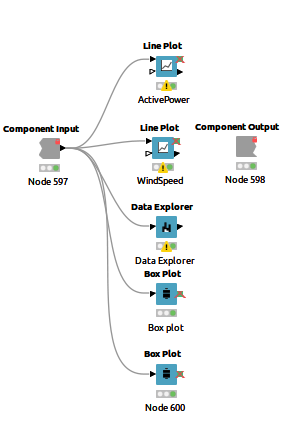 Line Plot
ActivePower
Component Input
Node 597
Line Plot
WindSpeed
Component Output
Node 598
Data Explorer
Data Explorer
Box Plot
Box plot
Box Plot
Node 600